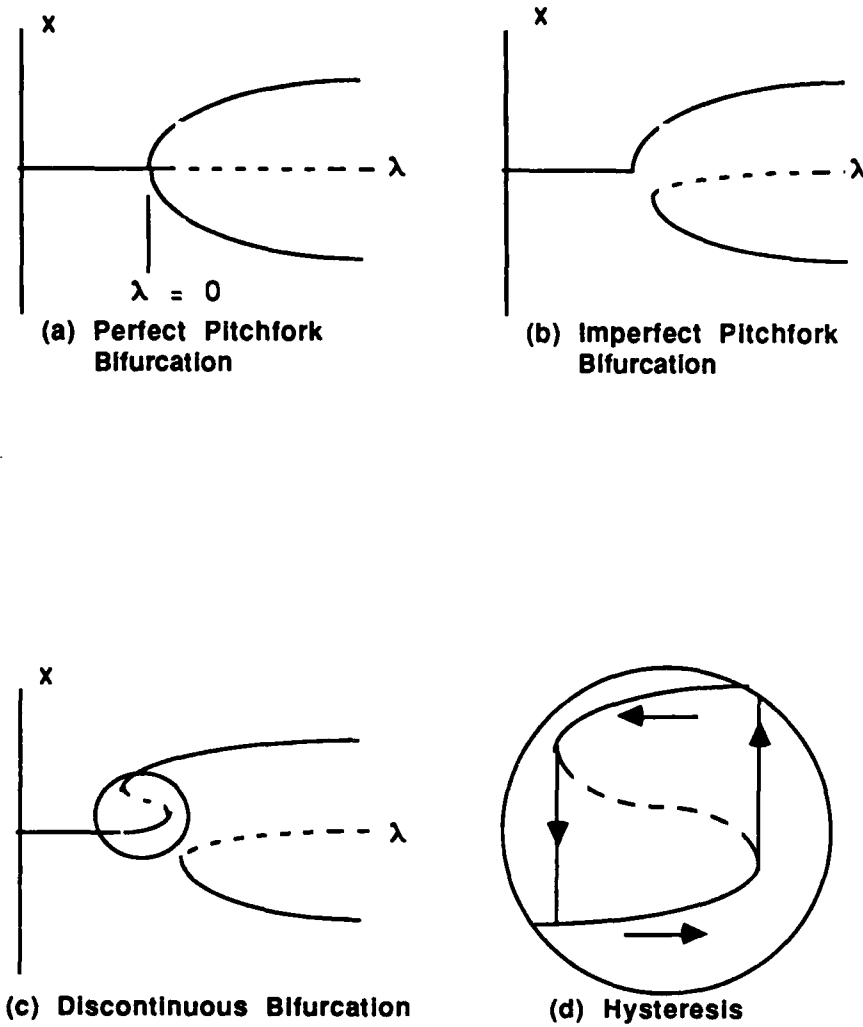 X
λ
λ = 0
(a) Perfect Pitchfork
Bifurcation
X
λ
(b) Imperfect Pitchfork
Bifurcation
X
λ
(c) Discontinuous Bifurcation
(d) Hysteresis